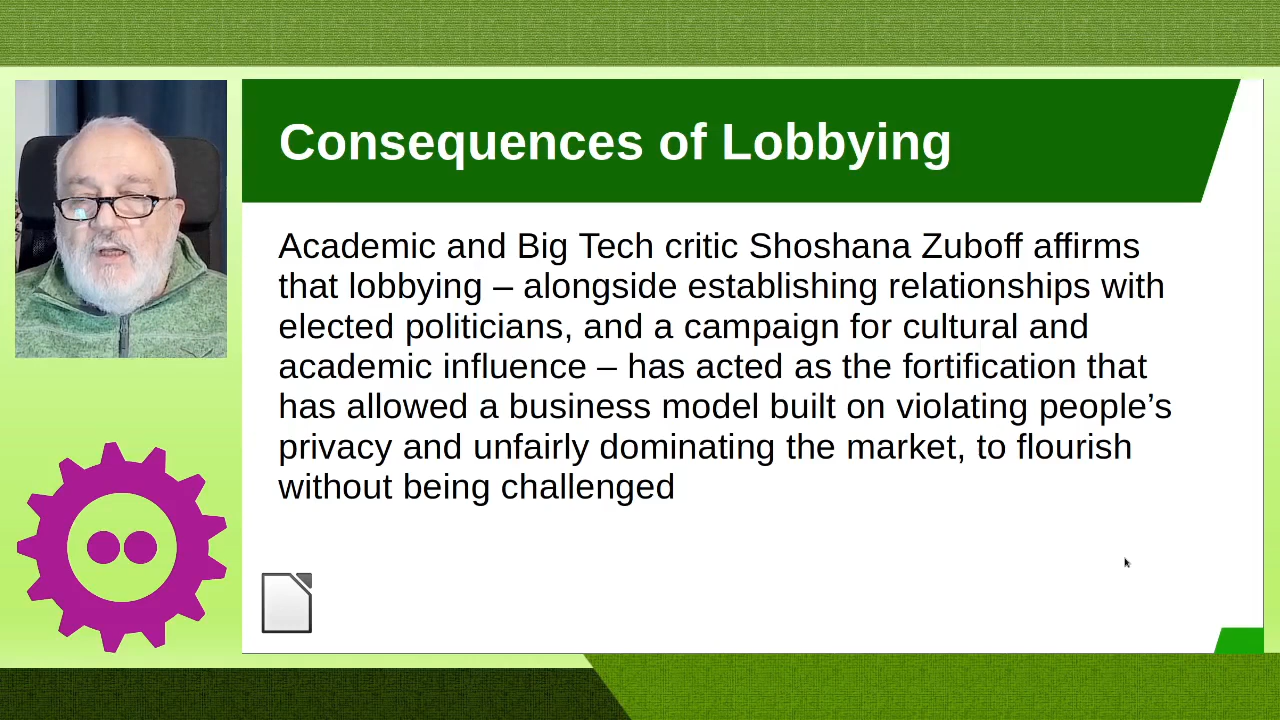 Consequences of Lobbying
Academic and Big Tech critic Shoshana Zuboff affirms
that lobbying – alongside establishing relationships with
elected politicians, and a campaign for cultural and
academic influence – has acted as the fortification that
has allowed a business model built on violating people’s
privacy and unfairly dominating the market, to flourish
without being challenged